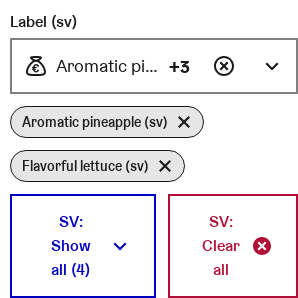 Label (sv)
Aromatic pi... +3
Aromatic pineapple (sv)
Flavorful lettuce (sv)
SV:
Show
all (4)
SV:
Clear
all